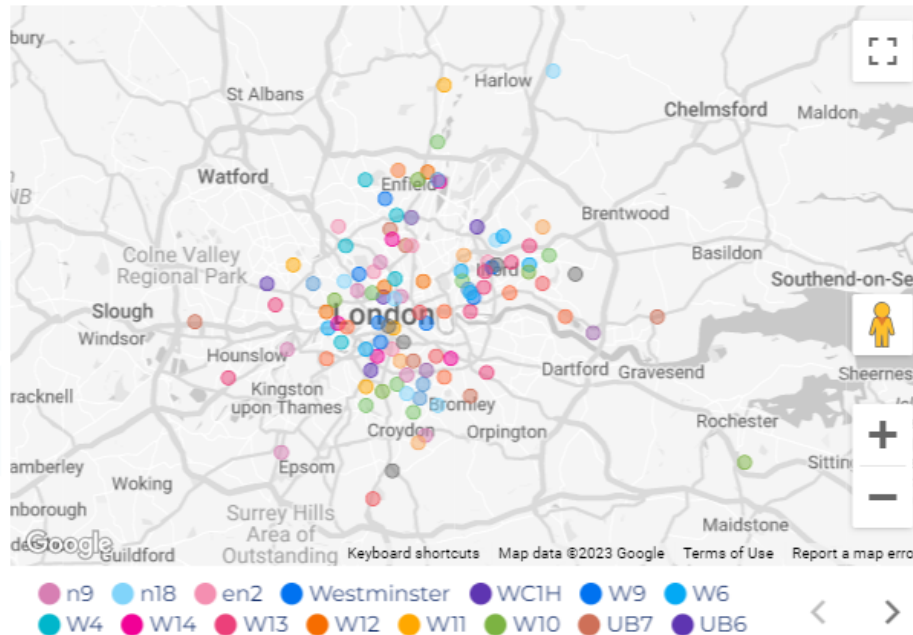 bury
Harlow
St Albans
Chelmsford
Maldon
NB
Watford
Enfield
Brentwood
Colne Valley
Regional Park
Ilford
Basildon
Southend-on-Se
Slough
London
Windsor
Hounslow
Dartford
Gravesend
Sheernes
racknell
Kingston
upon Thames
Bromley
Croydon
Orpington
Rochester
amberley
Epsom
Sitting
Woking
nborough
Surrey Hills
Area of
Outstanding
Maidstone
Google
Guildford
Keyboard shortcuts Map data ©2023 Google Terms of Use Report a map erro
n9 n18 en2 Westminster WC1H W9 W6
W4 W14 W13 W12 W11 W10 UB7 UB6